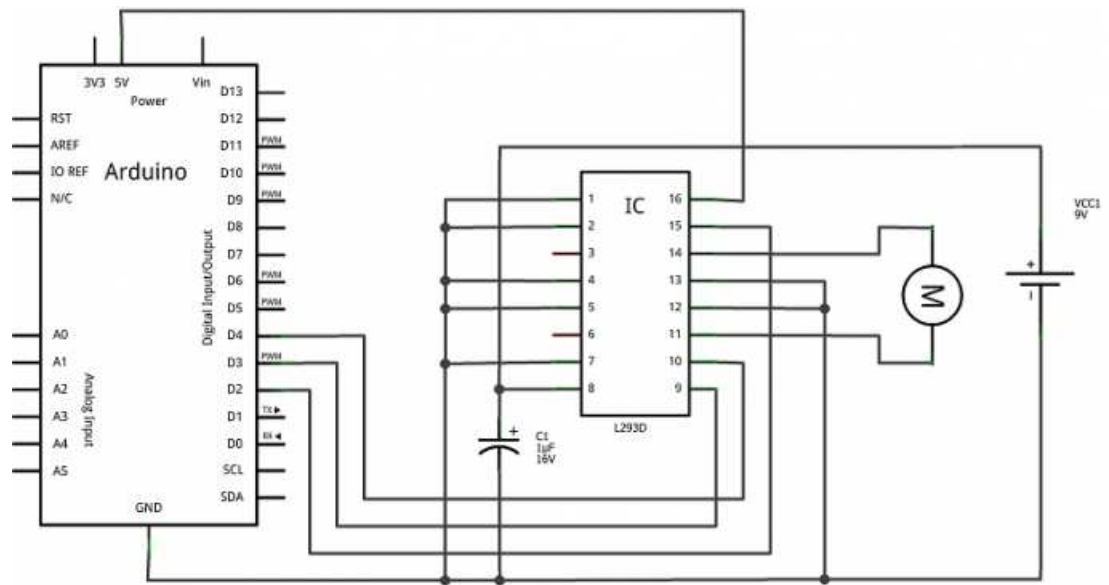 3V3 5V Vin
Power
Arduino
RST
AREF
IO REF
N/C
A0
A1
A2
A3
A4
A5
Analog Input
Digital Input/Output
D13
D12
D11 PWM
D10 PWM
D9 PWM
D8
D7
D6 PWM
D5 PWM
D4
D3 PWM
D2
D1 TX
D0 RX
SCL
SDA
GND
IC
1 16
2 15
3 14
4 13
5 12
6 11
7 10
8 9
L293D
C1
1µF
16V
+
M
VCC1
9V
+
−